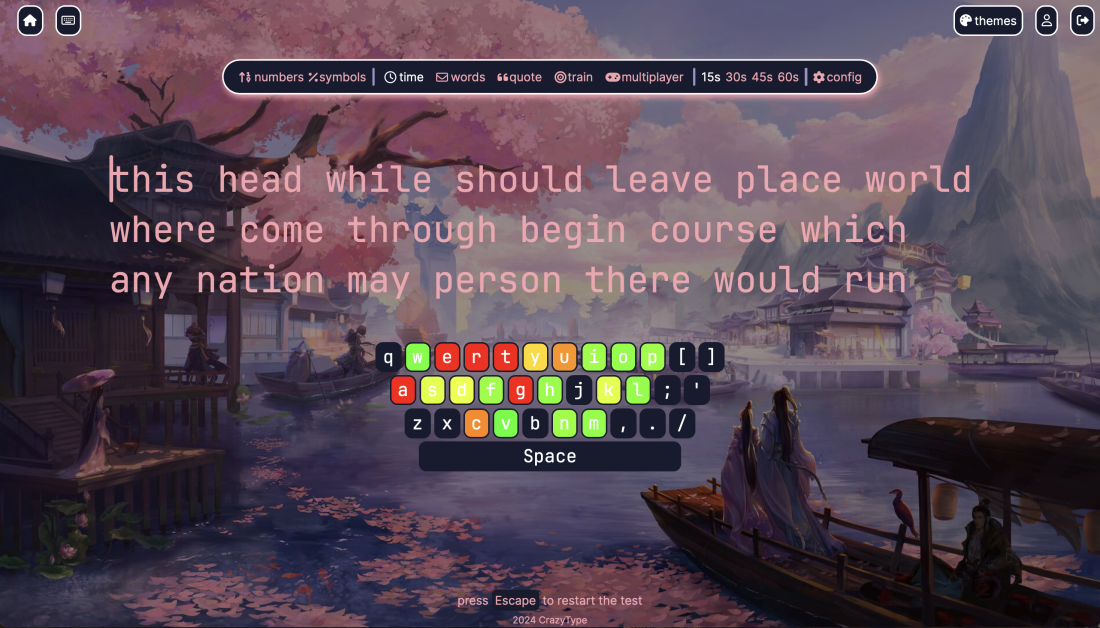 themes
numbers symbols time words quote train multiplayer 15s 30s 45s 60s config
this head while should leave place world
where come through begin course which
any nation may person there would run
q w e r t y u i o p [ ]
a s d f g h j k l ; '
z x c v b n m , . /
Space
press Escape to restart the test
2024 CrazyType